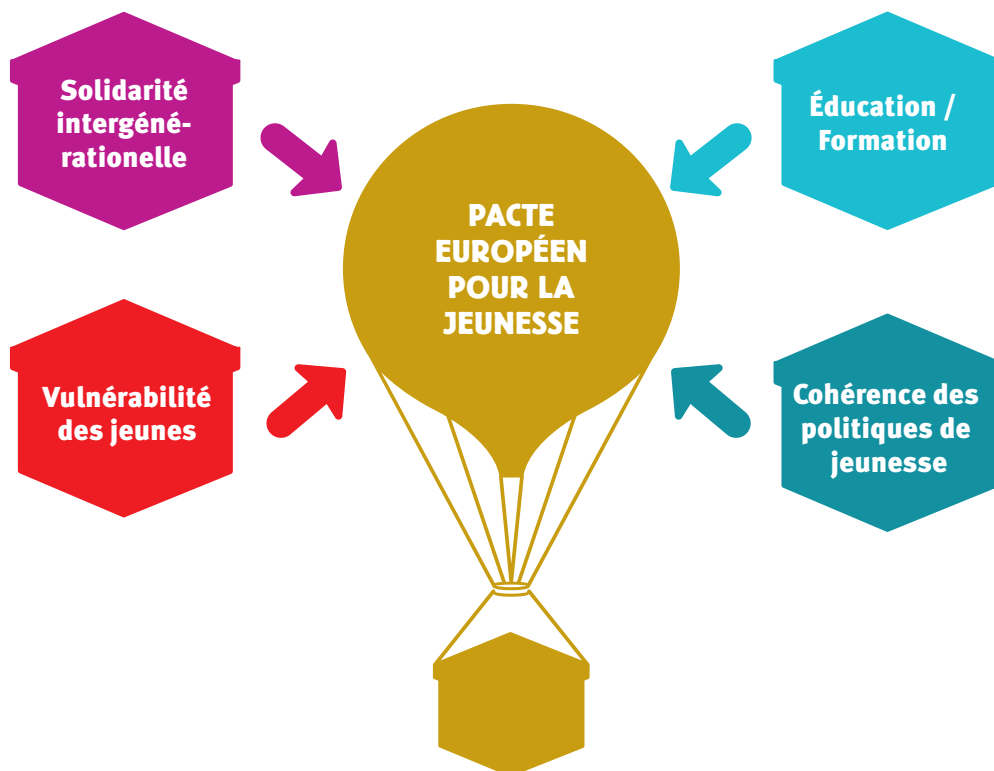 Solidarité
intergéné-
rationelle
Éducation /
Formation
PACTE
EUROPÉEN
POUR LA
JEUNESSE
Vulnérabilité
des jeunes
Cohérence des
politiques de
jeunesse